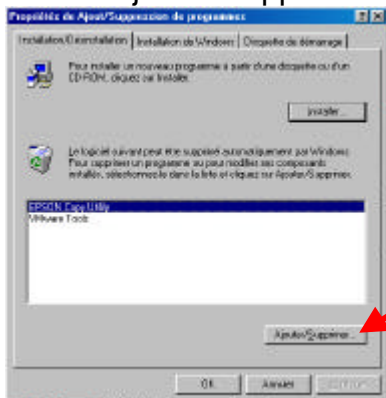 Propriétés de Ajout/Suppression de programmes
Installation/Désinstallation Installation de Windows Disquette de démarrage
Pour installer un nouveau programme à partir d'une disquette ou d'un
CD-ROM, cliquez sur Installer.
Installer...
Le logiciel suivant peut être supprimé automatiquement par Windows.
Pour supprimer un programme ou pour modifier ses composants
installés, sélectionnez-le dans la liste et cliquez sur Ajouter/Supprimer.
EPSON Copy Utility
VMware Tools
Ajouter/Supprimer...
OK Annuler